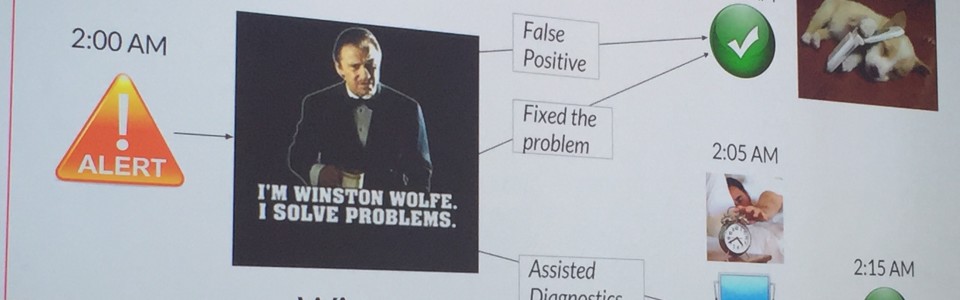 2:00 AM
ALERT
I'M WINSTON WOLFE.
I SOLVE PROBLEMS.
False
Positive
Fixed the
problem
2:05 AM
Assisted
Diagnostics
2:15 AM